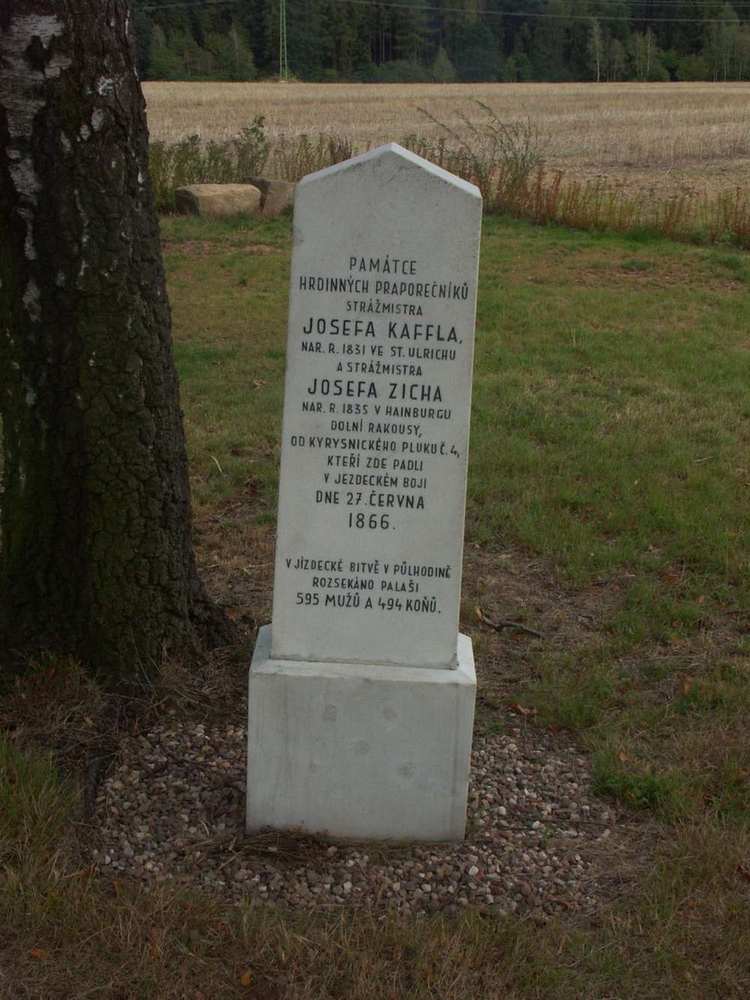 PAMÁTCE
HRDINNÝCH PRAPOREČNÍKŮ
STRÁŽMISTRA
JOSEFA KAFFLA,
NAR. R. 1831 VE ST. ULRICHU
A STRÁŽMISTRA
JOSEFA ZICHA
NAR. R. 1835 V HAINBURGU
DOLNÍ RAKOUSY,
OD KYRYSNICKÉHO PLUKU Č. 4,
KTEŘÍ ZDE PADLI
V JEZDECKÉM BOJI
DNE 27. ČERVNA
1866.
V JÍZDECKÉ BITVĚ V PŮLHODINĚ
ROZSEKÁNO PALAŠI
595 MUŽŮ A 494 KOŇŮ.